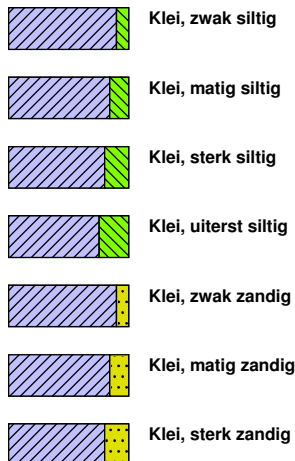 Klei, zwak siltig
Klei, matig siltig
Klei, sterk siltig
Klei, uiterst siltig
Klei, zwak zandig
Klei, matig zandig
Klei, sterk zandig